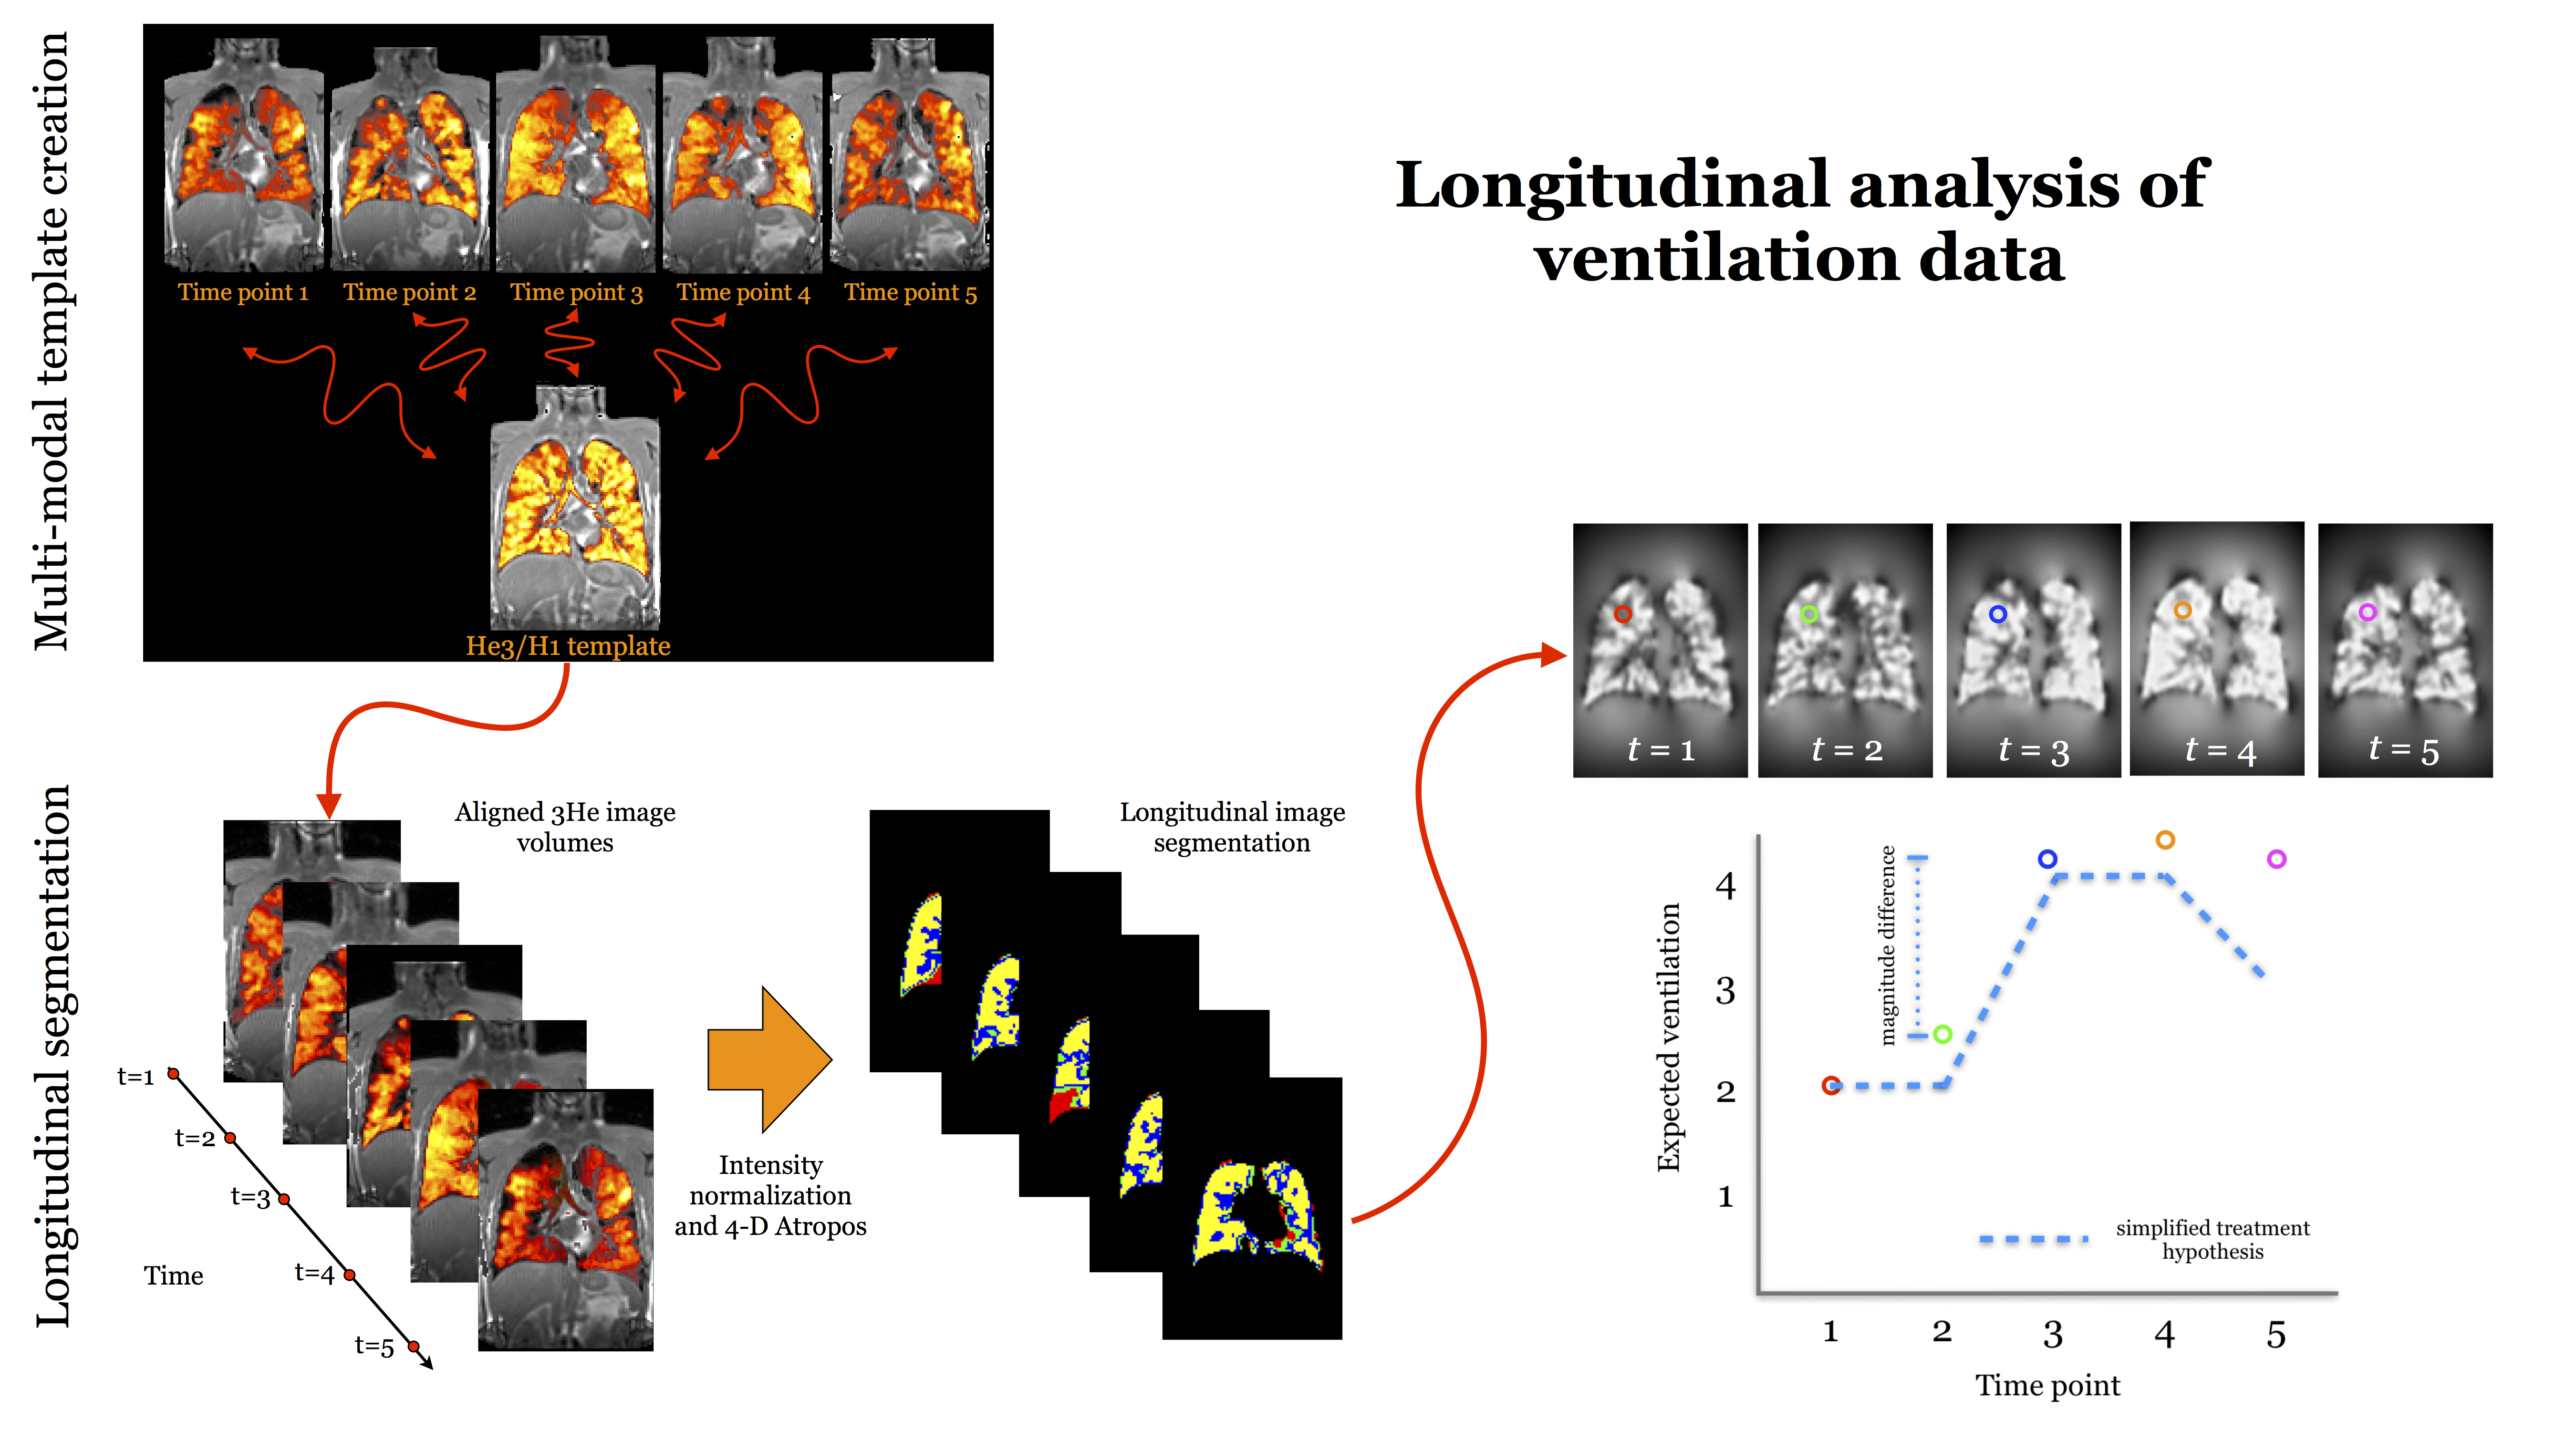 Multi-modal template creation
Time point 1
Time point 2
Time point 3
Time point 4
Time point 5
He3/H1 template
Longitudinal analysis of
ventilation data
Longitudinal segmentation
Aligned 3He image
volumes
t=1
t=2
t=3
t=4
t=5
Time
Intensity
normalization
and 4-D Atropos
Longitudinal image
segmentation
t = 1
t = 2
t = 3
t = 4
t = 5
Expected ventilation
magnitude difference
4
3
2
1
simplified treatment
hypothesis
1
2
3
4
5
Time point